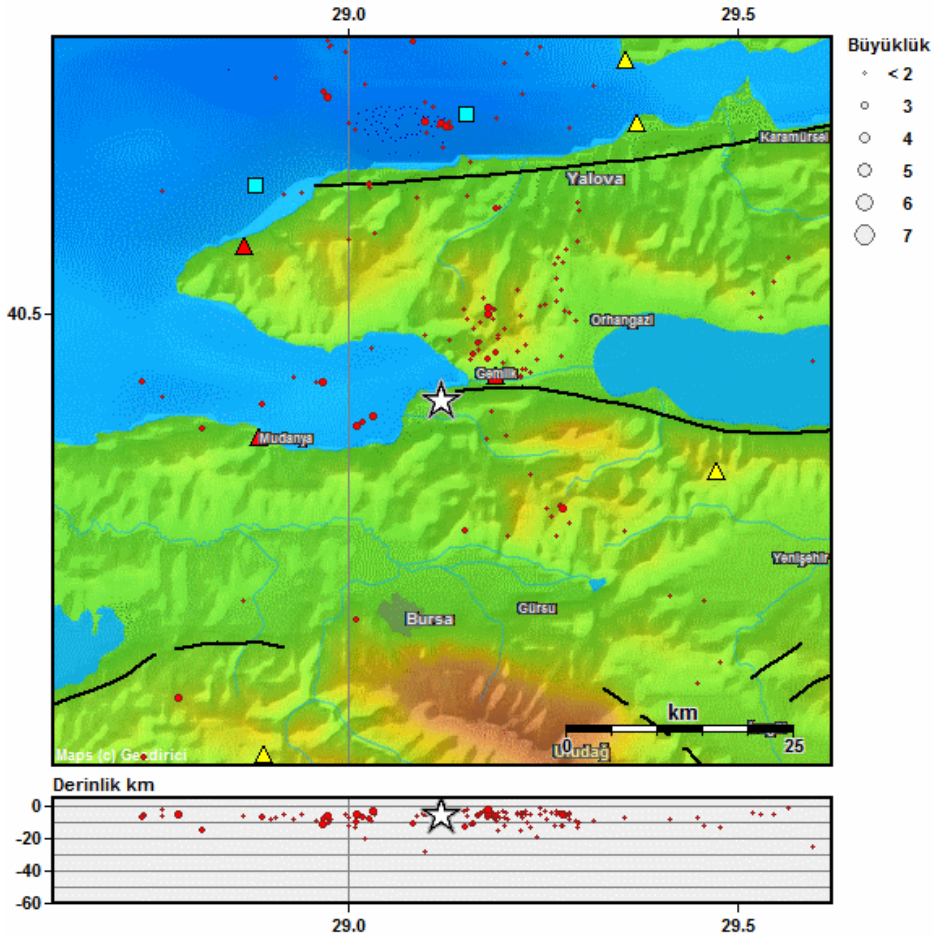 29.0 29.5
Büyüklük
< 2
3
4
5
6
7
Karamürsel
Yalova
40.5
Orhangazi
Gemlik
Mudanya
Yenişehir
Gürsu
Bursa
km
0 25
Maps (c) Geodirici
Uludağ
Derinlik km
0
-20
-40
-60
29.0 29.5